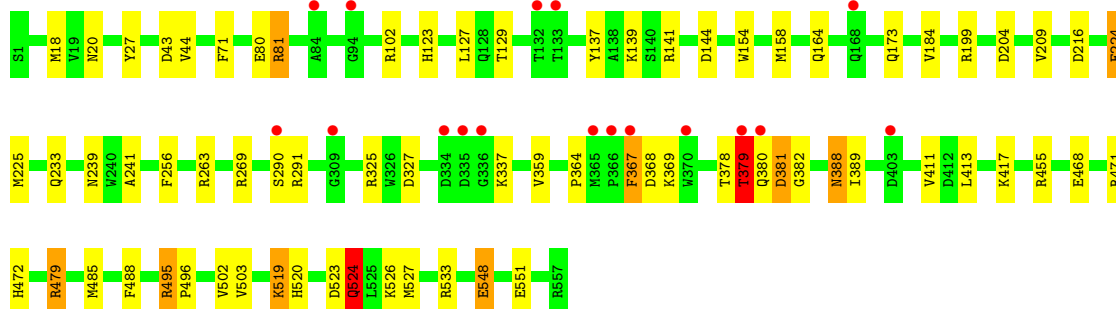 S1 M18 V19 N20 Y27 D43 V44 F71 E80 R81 A84 G94 R102 H123 L127 Q128 T129 T132 T133 Y137 A138 K139 S140 R141 D144 W154 M158 Q164 Q168 Q173 V184 R199 D204 V209 D216
M225 Q233 N239 W240 A241 F256 R263 R269 S290 R291 G309 R325 W326 D327 D334 D335 G336 K337 V359 P364 M365 P366 F367 D368 K369 W370 T378 T379 Q380 D381 G382 N388 I389 D403 V411 D412 L413 K417 R455 E468
H472 R479 M485 F488 R495 P496 V502 V503 K519 H520 D523 Q524 L525 K526 M527 R533 E548 E551 R557